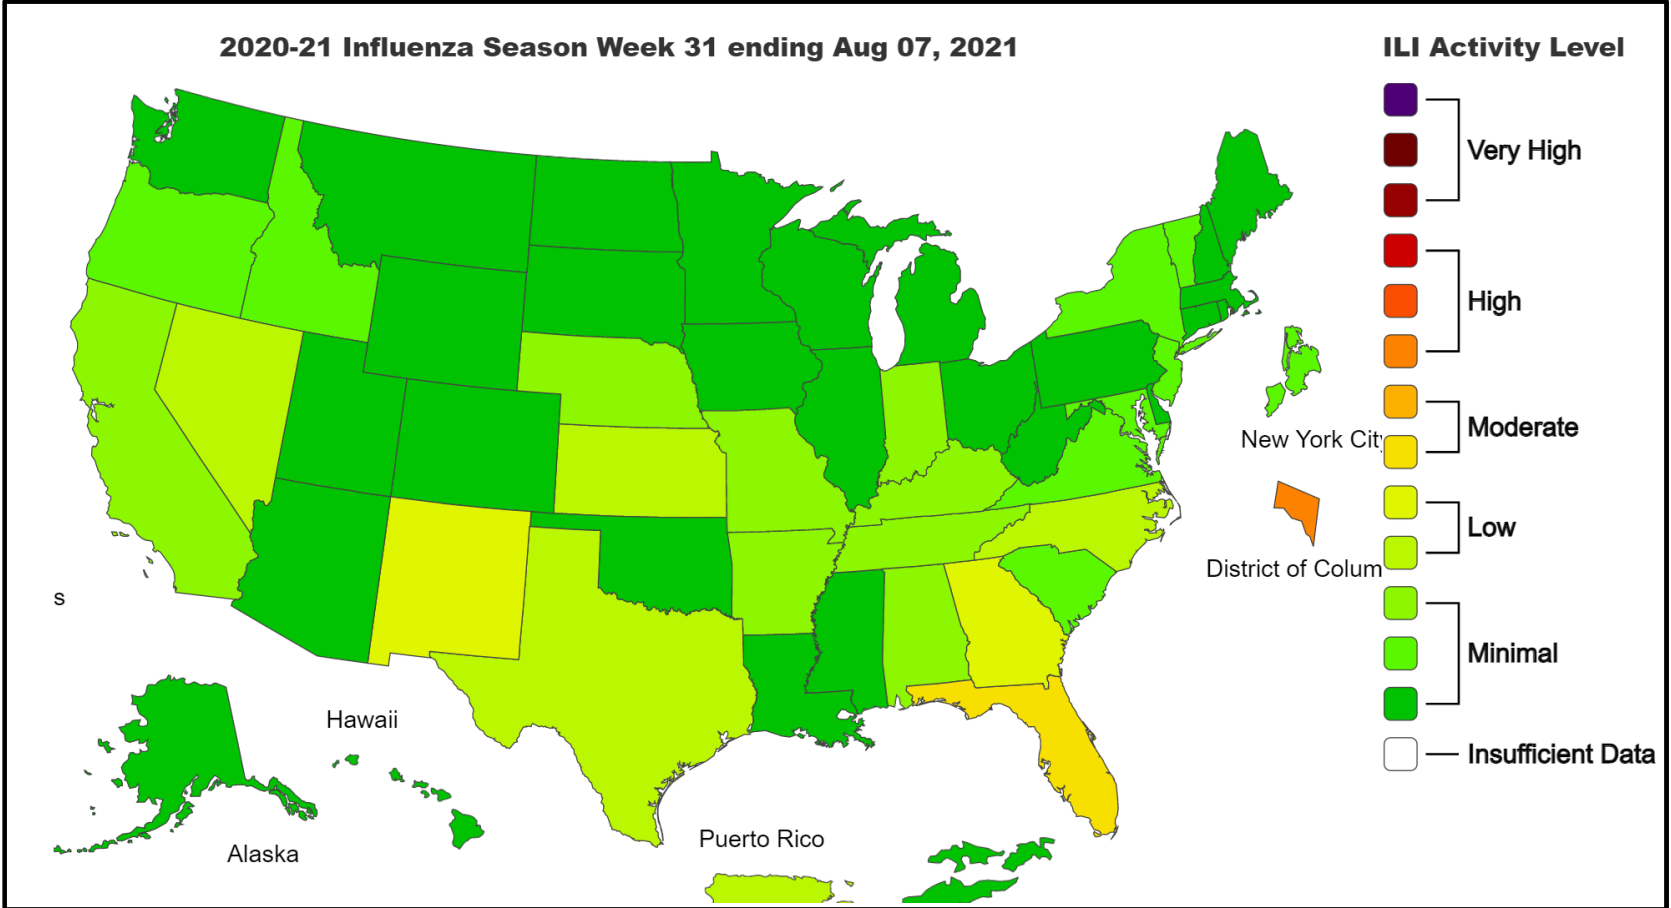 2020-21 Influenza Season Week 31 ending Aug 07, 2021
ILI Activity Level
Very High
High
Moderate
Low
Minimal
Insufficient Data
New York City
District of Colum
s
Hawaii
Alaska
Puerto Rico